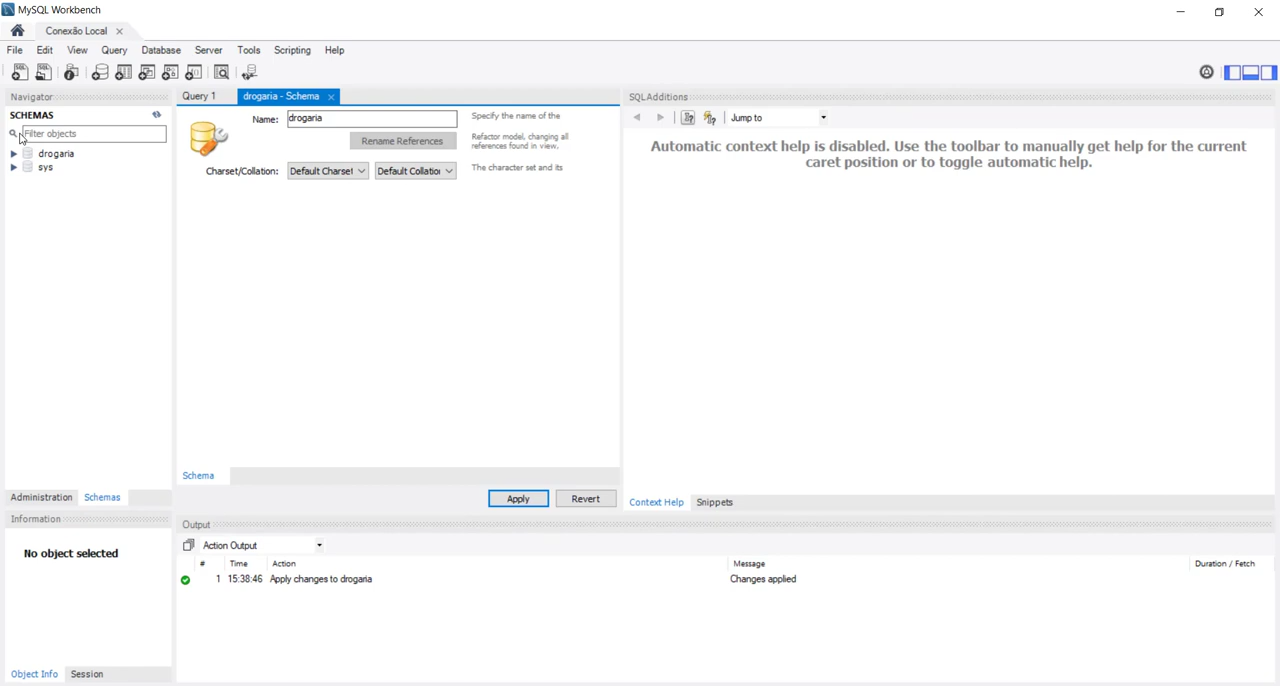 MySQL Workbench
Conexão Local
File Edit View Query Database Server Tools Scripting Help
Navigator
SCHEMAS
Filter objects
drogaria
sys
Administration Schemas
Information
No object selected
Object Info Session
Query 1 drogaria - Schema
Name: drogaria Specify the name of the
Rename References Refactor model, changing all
references found in view.
Charset/Collation: Default Charset Default Collation The character set and its
Schema
Apply Revert
SQLAdditions
Jump to
Automatic context help is disabled. Use the toolbar to manually get help for the current
caret position or to toggle automatic help.
Context Help Snippets
Output
Action Output
# Time Action Message Duration / Fetch
1 15:38:46 Apply changes to drogaria Changes applied